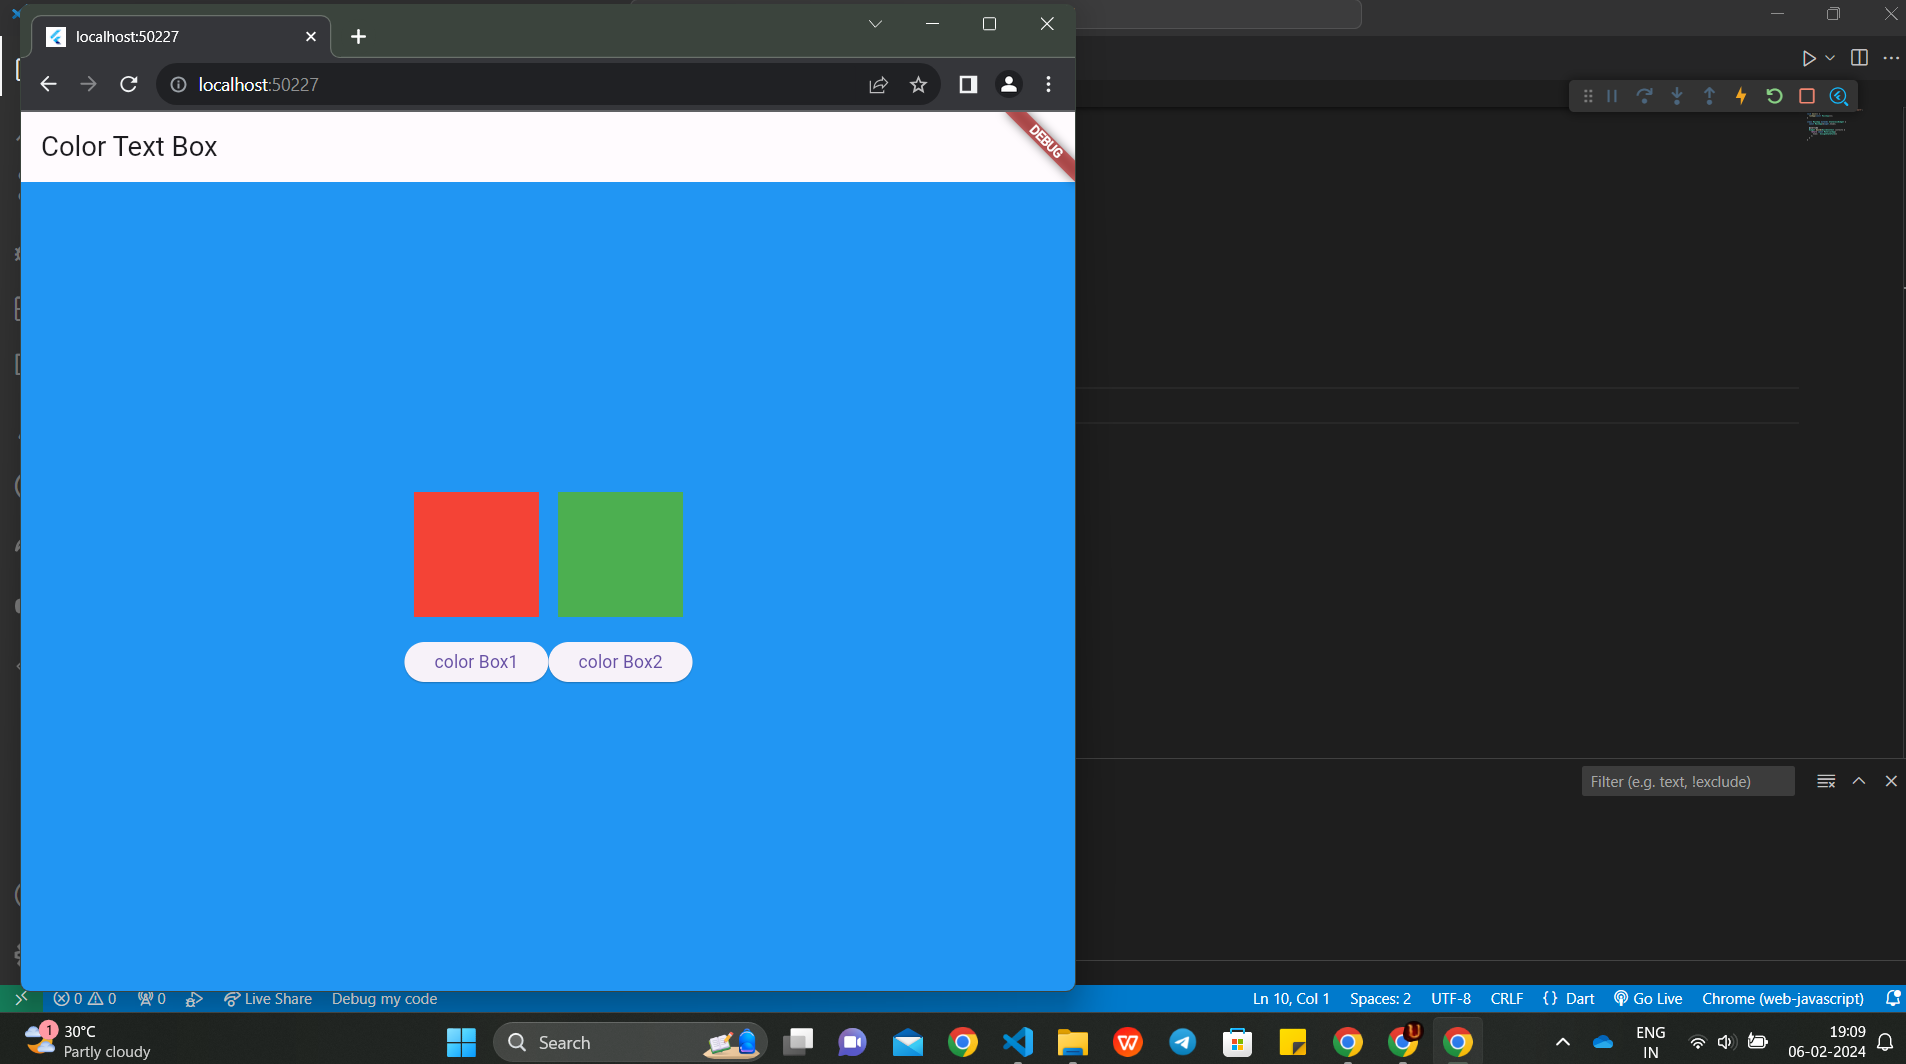 localhost:50227
localhost:50227
Color Text Box
DEBUG
color Box1
color Box2
Filter (e.g. text, !exclude)
0
0
0
Live Share
Debug my code
Ln 10, Col 1
Spaces: 2
UTF-8
CRLF
{ } Dart
Go Live
Chrome (web-javascript)
1
30°C
Partly cloudy
Search
ENG
IN
19:09
06-02-2024